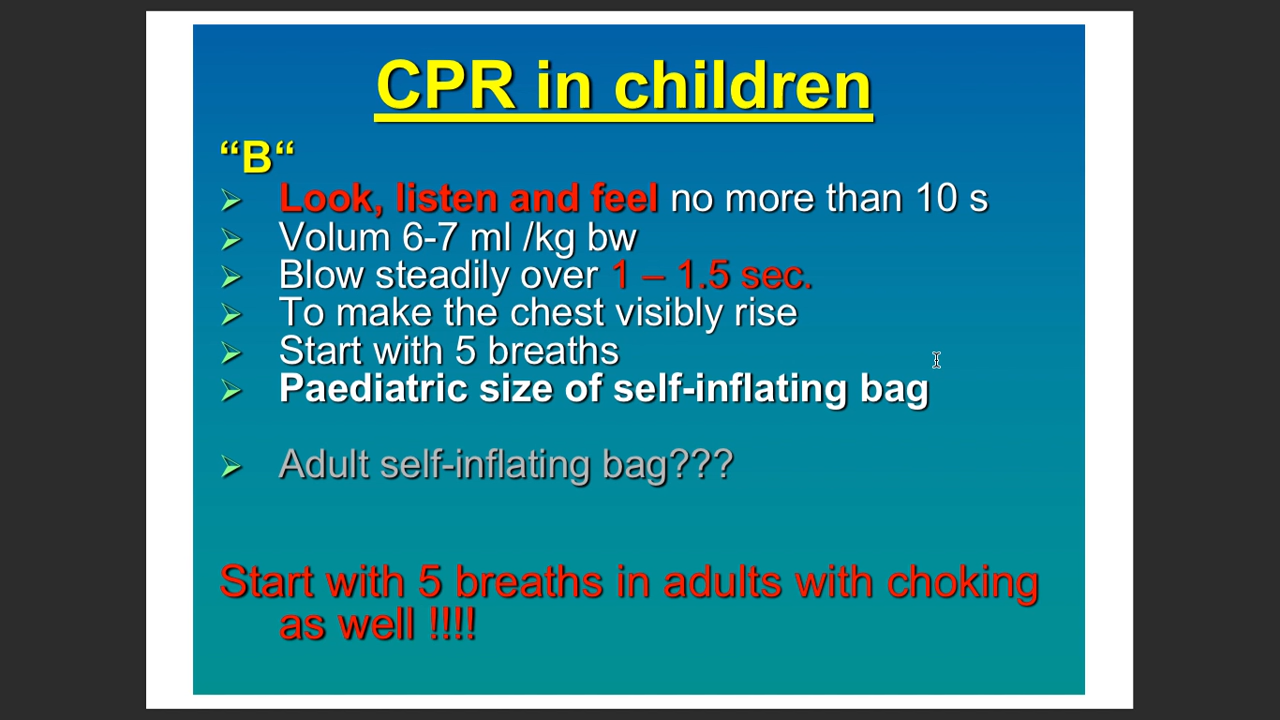 CPR in children
“B“
Look, listen and feel no more than 10 s
Volum 6-7 ml /kg bw
Blow steadily over 1 – 1.5 sec.
To make the chest visibly rise
Start with 5 breaths
Paediatric size of self-inflating bag
Adult self-inflating bag???
Start with 5 breaths in adults with choking
as well !!!!